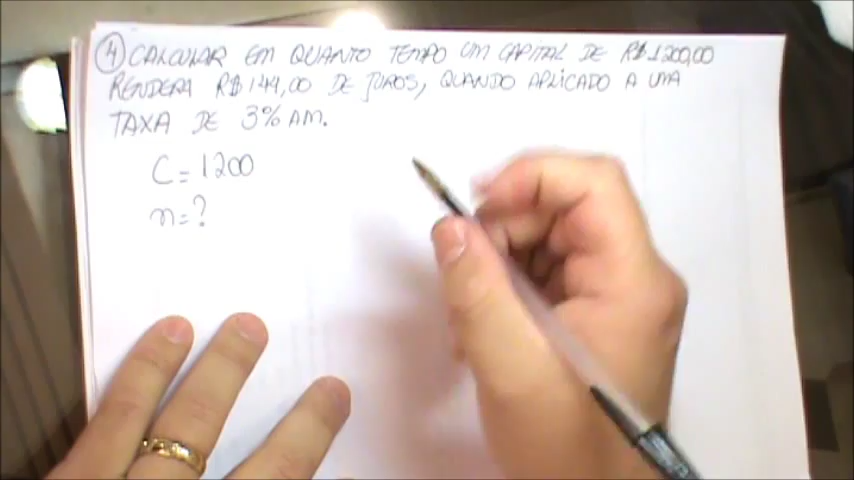 4 CALCULAR EM QUANTO TEMPO UM CAPITAL DE R$1200,00
RENDERA R$144,00 DE JUROS, QUANDO APLICADO A UMA
TAXA DE 3% AM.
C = 1200
n = ?